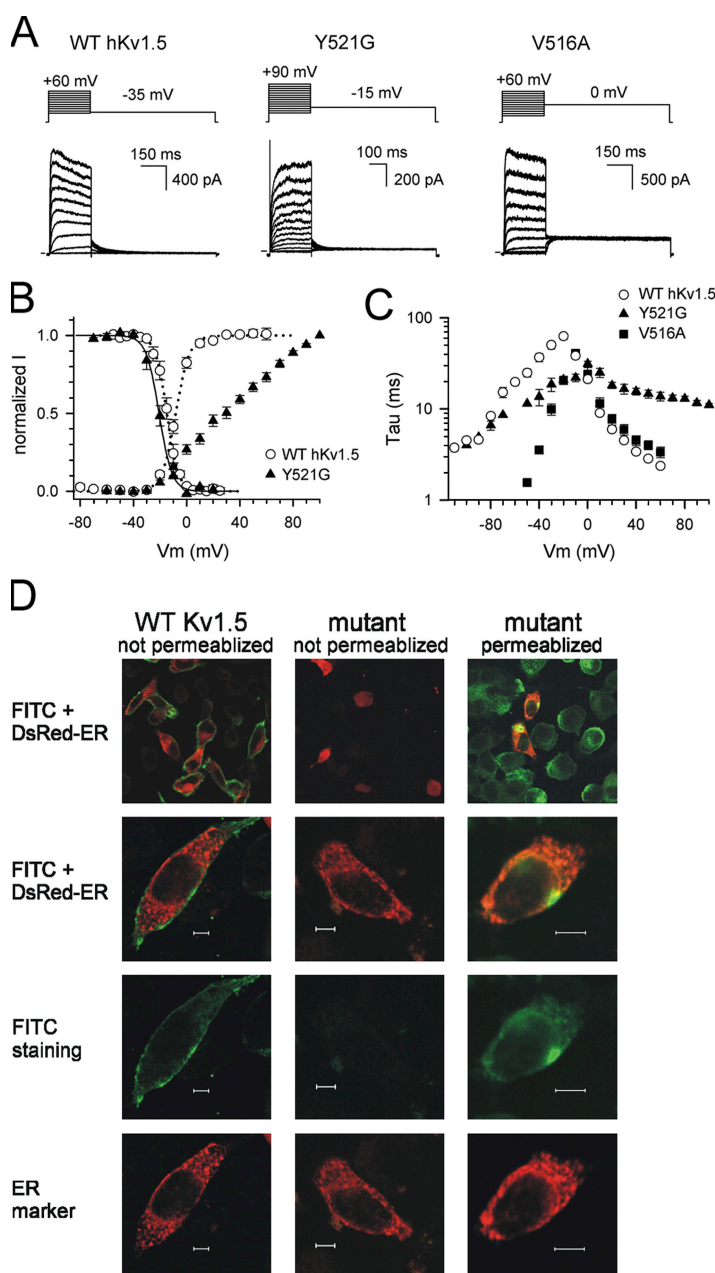 A
WT hKv1.5
Y521G
V516A
+60 mV
-35 mV
+90 mV
-15 mV
+60 mV
0 mV
150 ms
400 pA
100 ms
200 pA
150 ms
500 pA
B
normalized I
1.0
0.5
0.0
WT hKv1.5
Y521G
-80 -40 0 40 80
Vm (mV)
C
WT hKv1.5
Y521G
V516A
Tau (ms)
100
10
1
-80 -40 0 40 80
Vm (mV)
D
WT Kv1.5
not permeablized
mutant
not permeablized
mutant
permeablized
FITC +
DsRed-ER
FITC +
DsRed-ER
FITC
staining
ER
marker